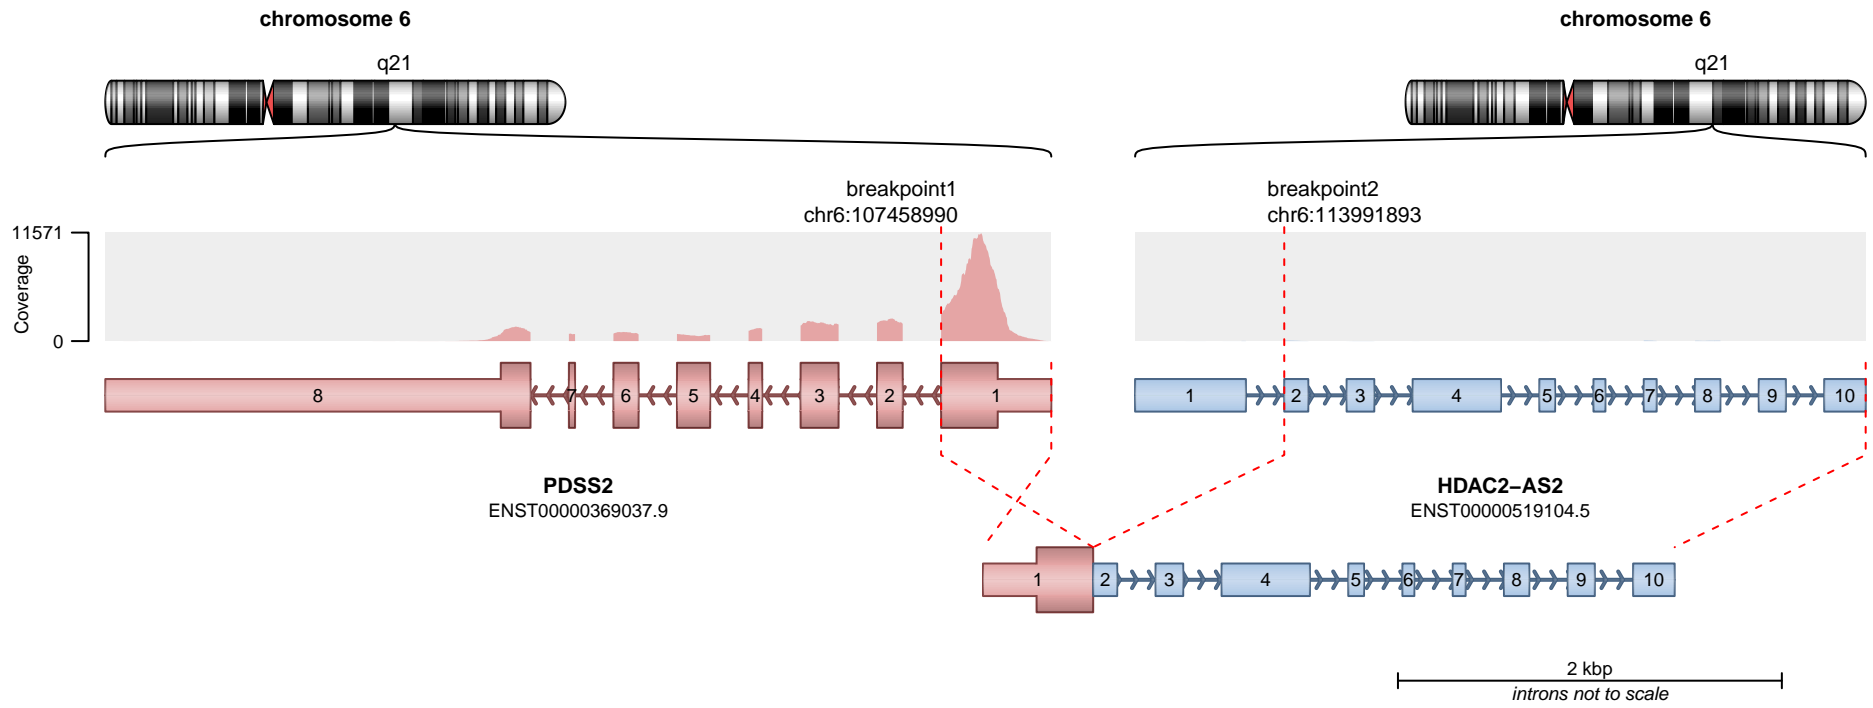 chromosome 6
chromosome 6
q21
q21
breakpoint1
chr6:107458990
breakpoint2
chr6:113991893
11571
Coverage
0
8 7 6 5 4 3 2 1
1 2 3 4 5 6 7 8 9 10
PDSS2
ENST00000369037.9
HDAC2−AS2
ENST00000519104.5
1 2 3 4 5 6 7 8 9 10
2 kbp
introns not to scale